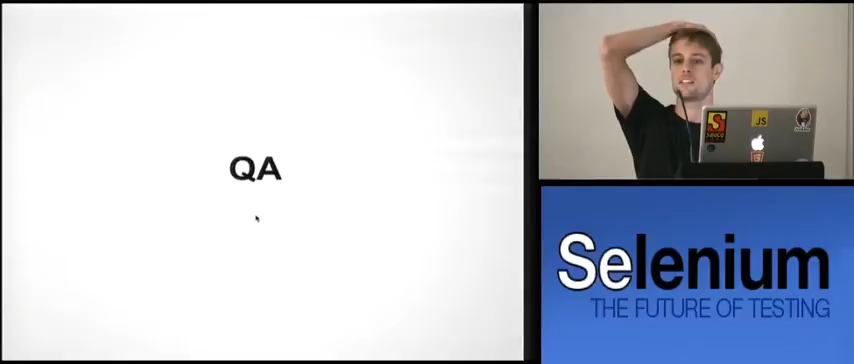 QA
JS
Selenium
THE FUTURE OF TESTING